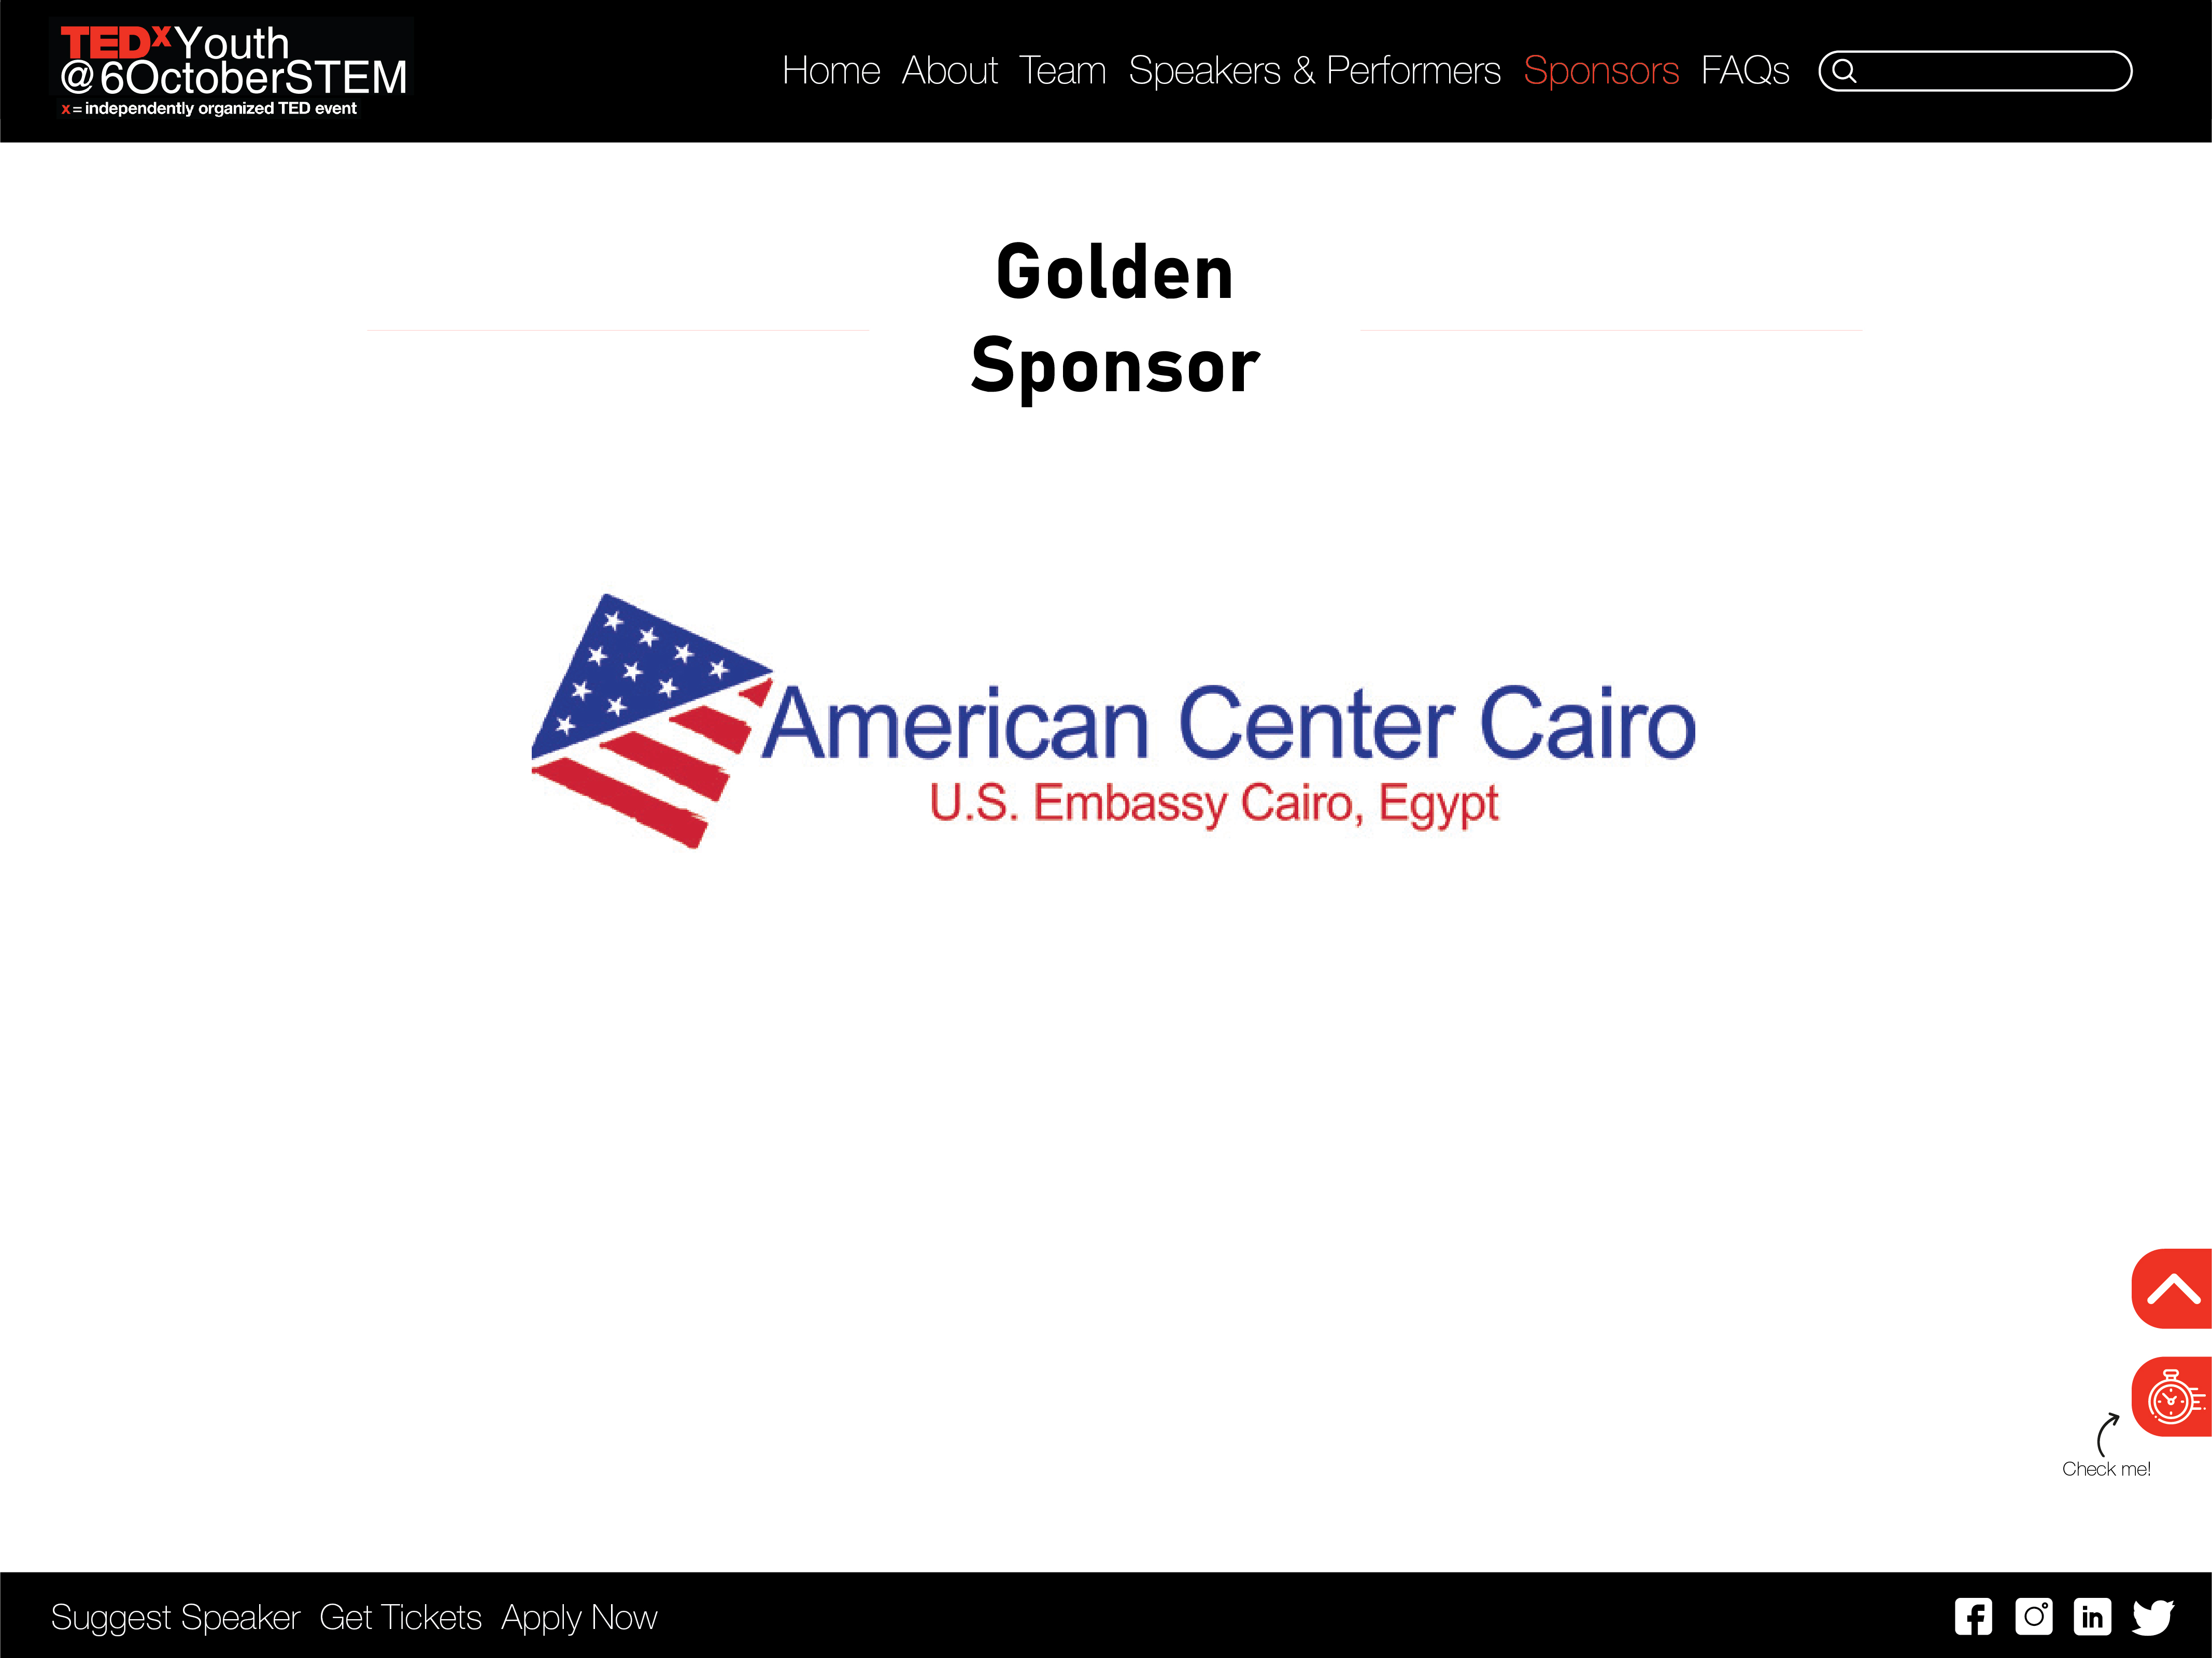 TEDxYouth
@6OctoberSTEM
x = independently organized TED event
Home About Team Speakers & Performers Sponsors FAQs
Golden
Sponsor
American Center Cairo
U.S. Embassy Cairo, Egypt
Check me!
Suggest Speaker Get Tickets Apply Now